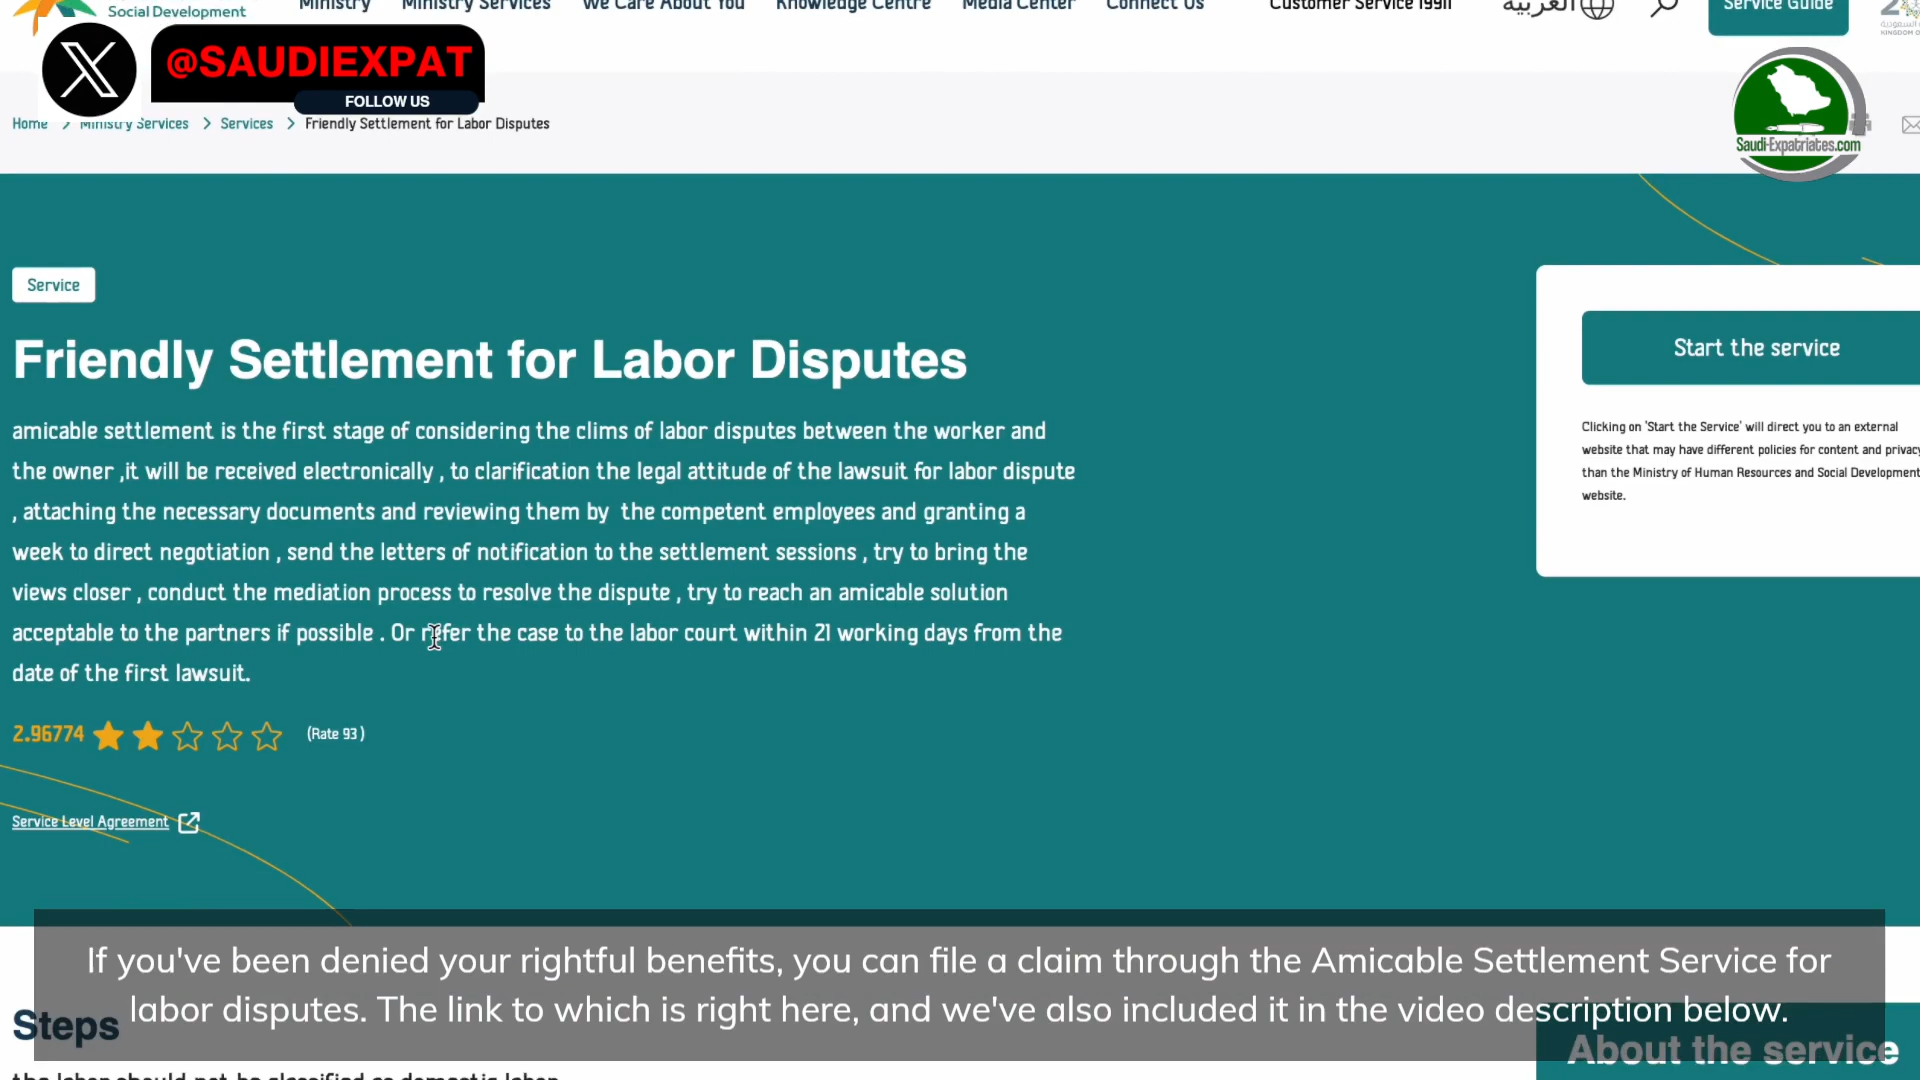 Social Development
Ministry
Ministry Services
We Care About You
Knowledge Centre
Media Center
Connect Us
Customer Service 19911
العربية
Service Guide
@SAUDIEXPAT
FOLLOW US
Home > Ministry Services > Services > Friendly Settlement for Labor Disputes
Saudi-Expatriates.com
Service
Friendly Settlement for Labor Disputes
amicable settlement is the first stage of considering the clims of labor disputes between the worker and
the owner ,it will be received electronically , to clarification the legal attitude of the lawsuit for labor dispute
, attaching the necessary documents and reviewing them by the competent employees and granting a
week to direct negotiation , send the letters of notification to the settlement sessions , try to bring the
views closer , conduct the mediation process to resolve the dispute , try to reach an amicable solution
acceptable to the partners if possible . Or refer the case to the labor court within 21 working days from the
date of the first lawsuit.
2.96774
(Rate 93 )
Service Level Agreement
Start the service
Clicking on 'Start the Service' will direct you to an external
website that may have different policies for content and privacy
than the Ministry of Human Resources and Social Development
website.
If you've been denied your rightful benefits, you can file a claim through the Amicable Settlement Service for
labor disputes. The link to which is right here, and we've also included it in the video description below.
Steps
About the service
the labor should not be classified as domestic labor